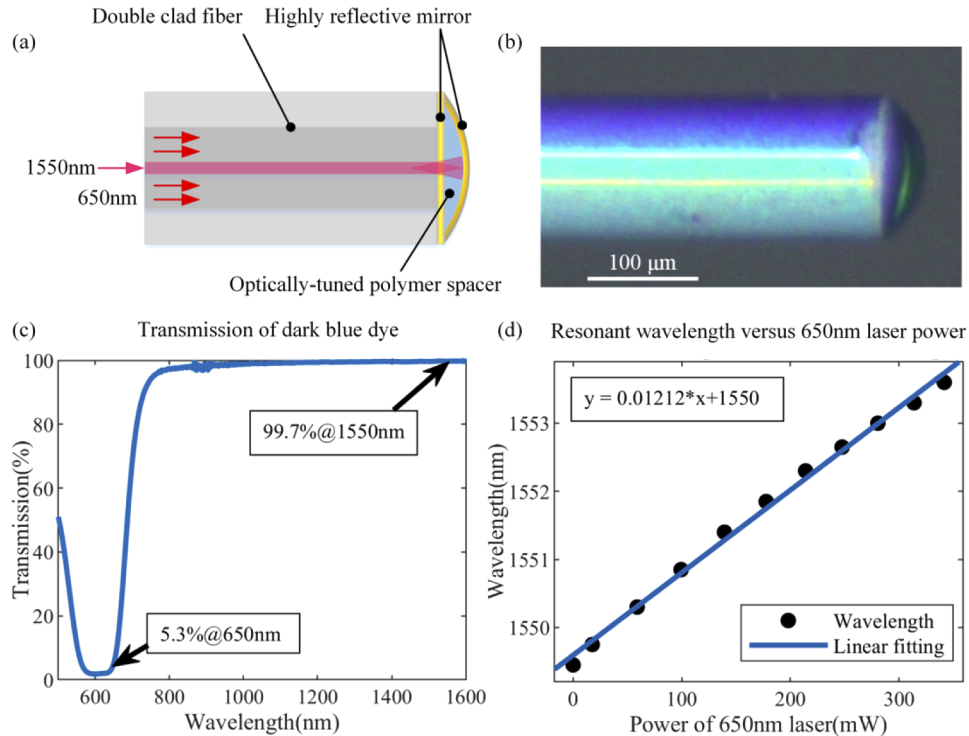 (a)
Double clad fiber
Highly reflective mirror
1550nm
650nm
Optically-tuned polymer spacer
(b)
100 μm
(c)
Transmission of dark blue dye
Transmission(%)
100
80
60
40
20
0
99.7%@1550nm
5.3%@650nm
600 800 1000 1200 1400 1600
Wavelength(nm)
(d)
Resonant wavelength versus 650nm laser power
y = 0.01212*x+1550
Wavelength(nm)
1553
1552
1551
1550
Wavelength
Linear fitting
0 100 200 300
Power of 650nm laser(mW)